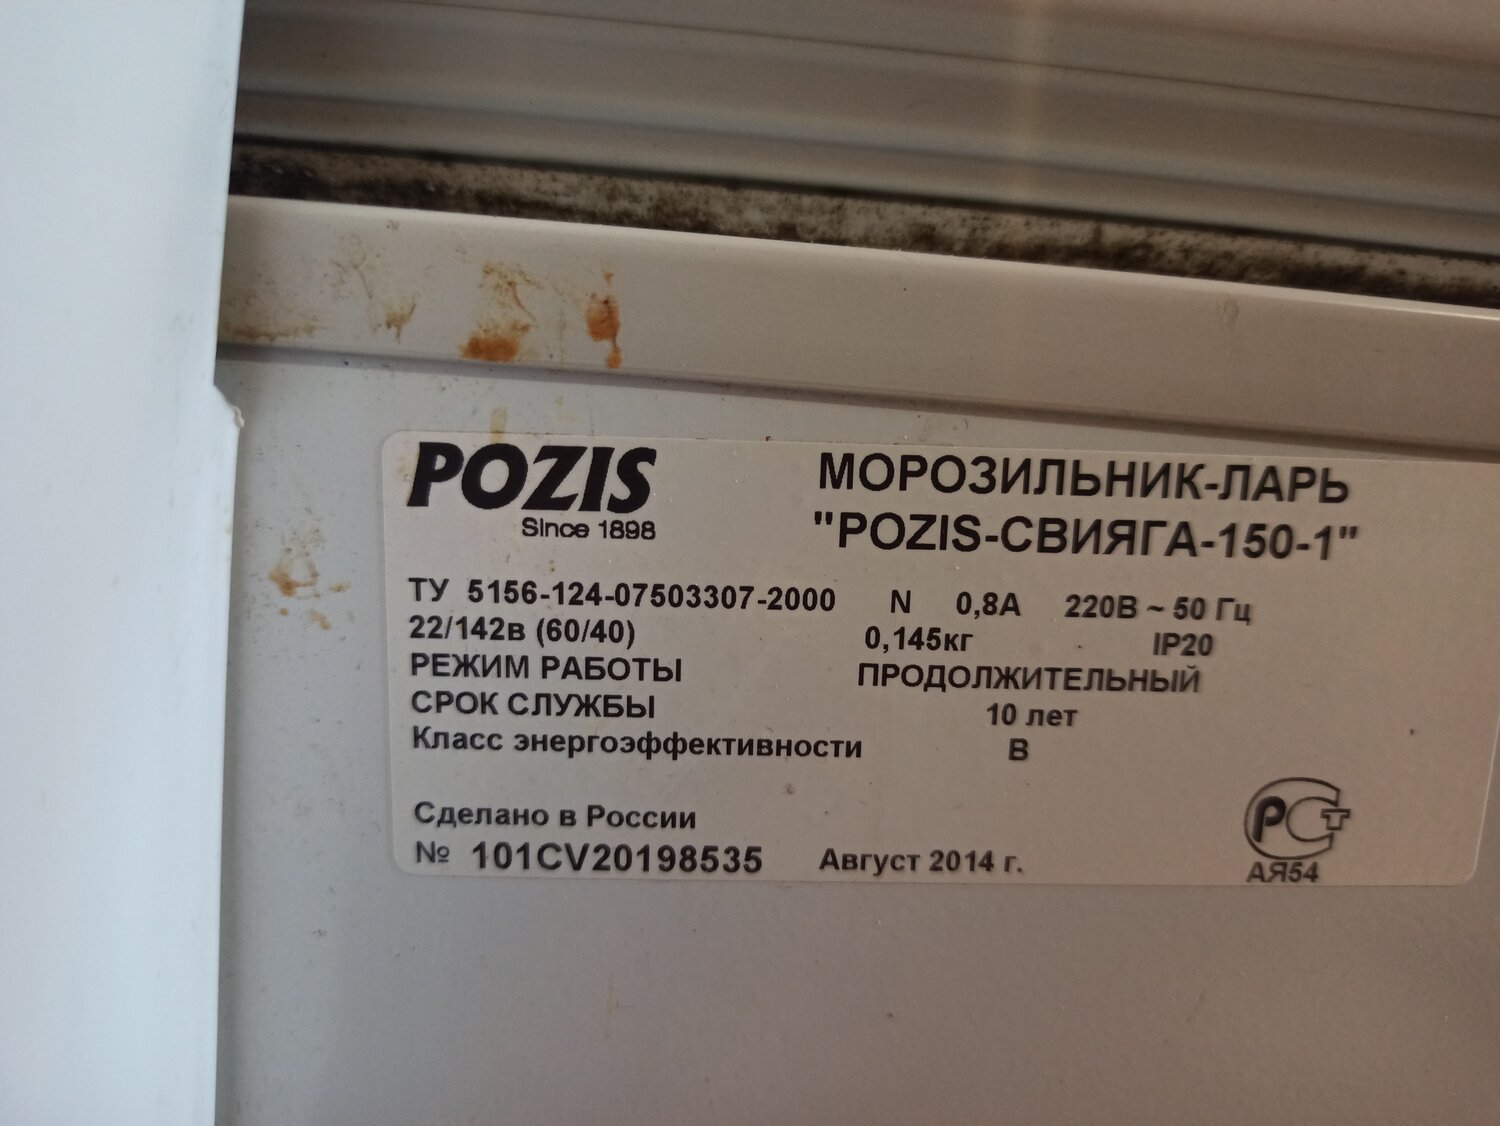 POZIS
Since 1898
МОРОЗИЛЬНИК-ЛАРЬ
"POZIS-СВИЯГА-150-1"
ТУ 5156-124-07503307-2000 N 0,8А 220В ~ 50 Гц
22/142в (60/40) 0,145кг IP20
РЕЖИМ РАБОТЫ ПРОДОЛЖИТЕЛЬНЫЙ
СРОК СЛУЖБЫ 10 лет
Класс энергоэффективности В
Сделано в России
№ 101CV20198535 Август 2014 г.
РСТ
АЯ54